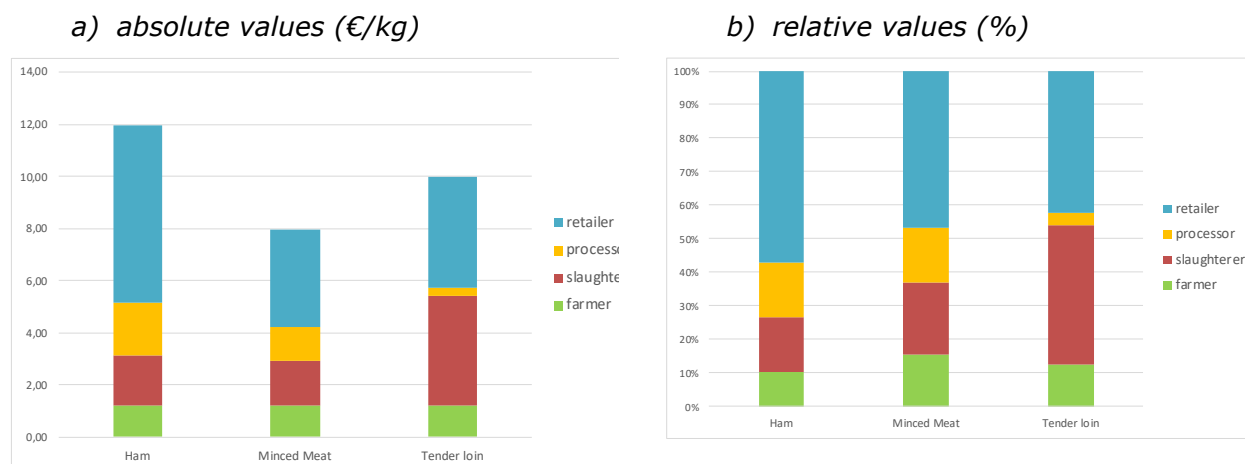 a) absolute values (€/kg)
14,00
12,00
10,00
8,00
6,00
4,00
2,00
0,00
Ham
Minced Meat
Tender loin
retailer
processo
slaughte
farmer
b) relative values (%)
100%
90%
80%
70%
60%
50%
40%
30%
20%
10%
0%
Ham
Minced Meat
Tender loin
retailer
processor
slaughterer
farmer